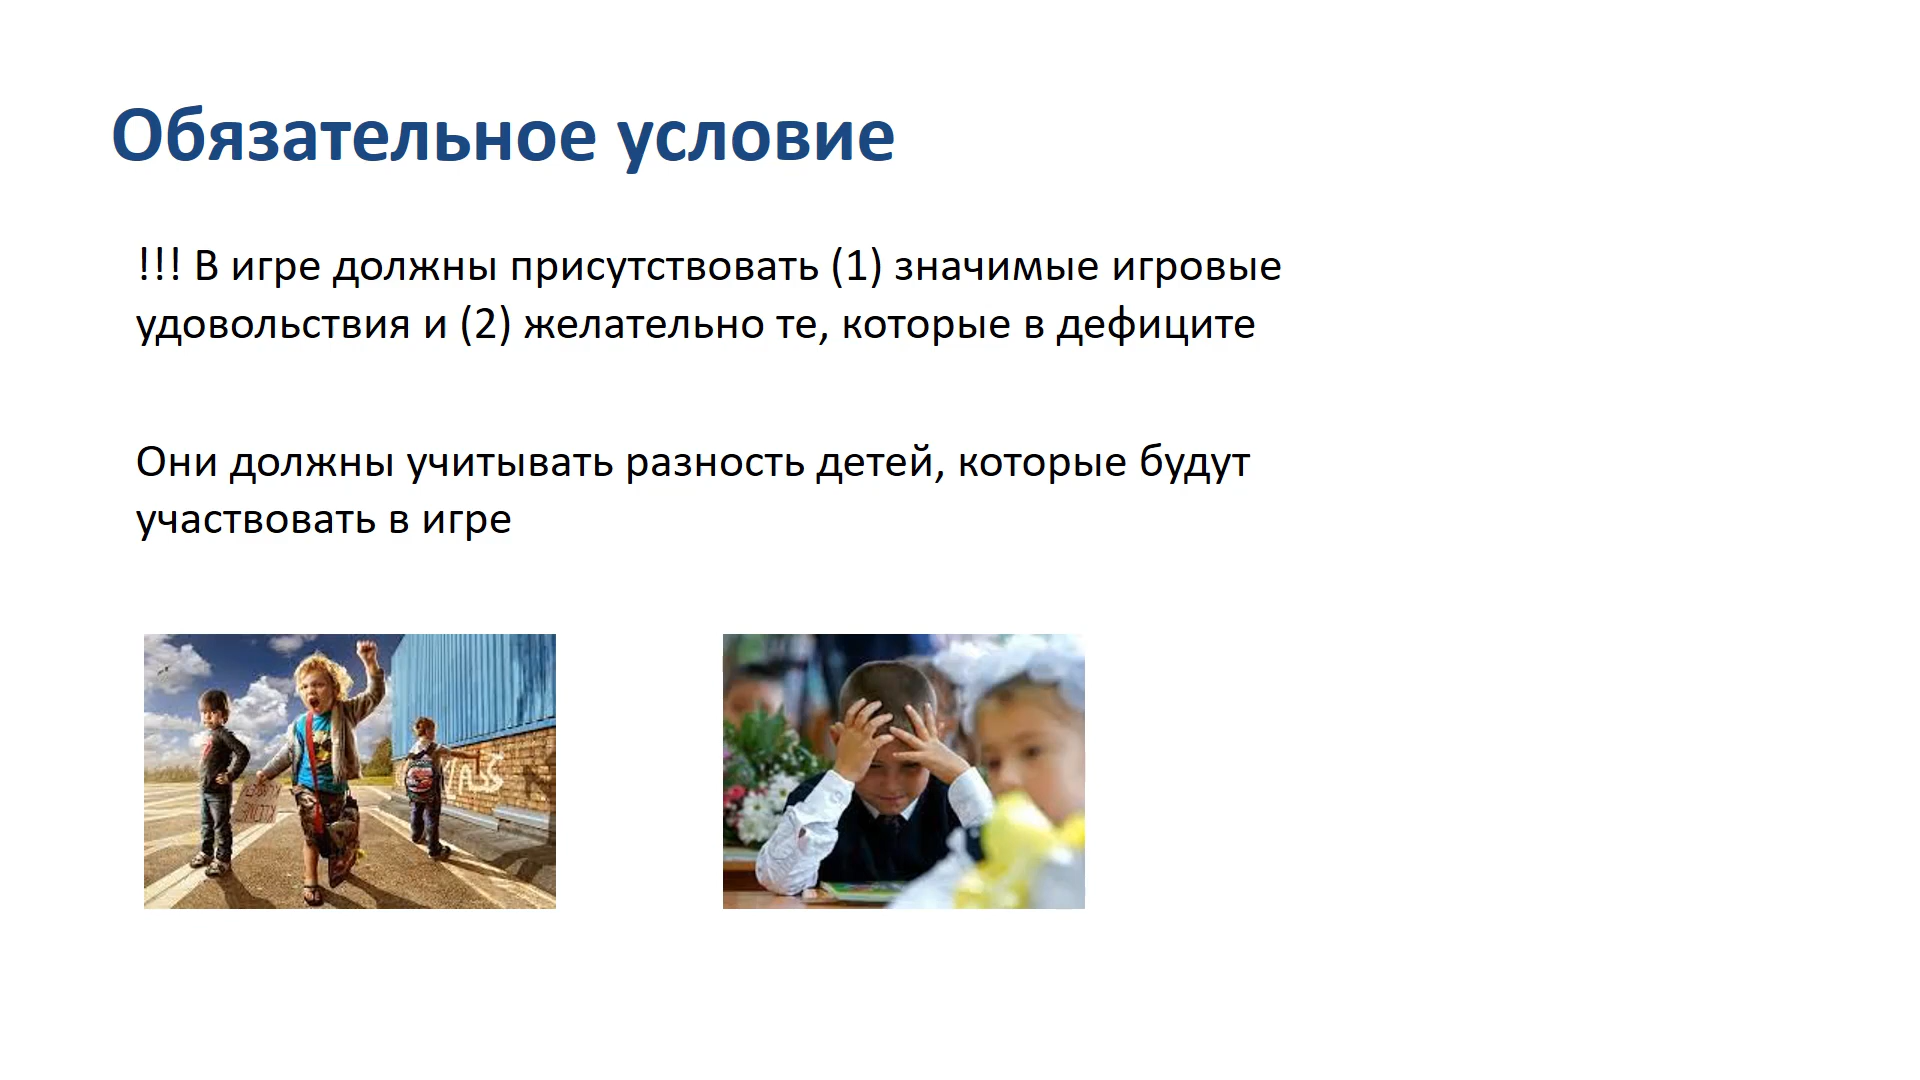 Обязательное условие
!!! В игре должны присутствовать (1) значимые игровые
удовольствия и (2) желательно те, которые в дефиците
Они должны учитывать разность детей, которые будут
участвовать в игре